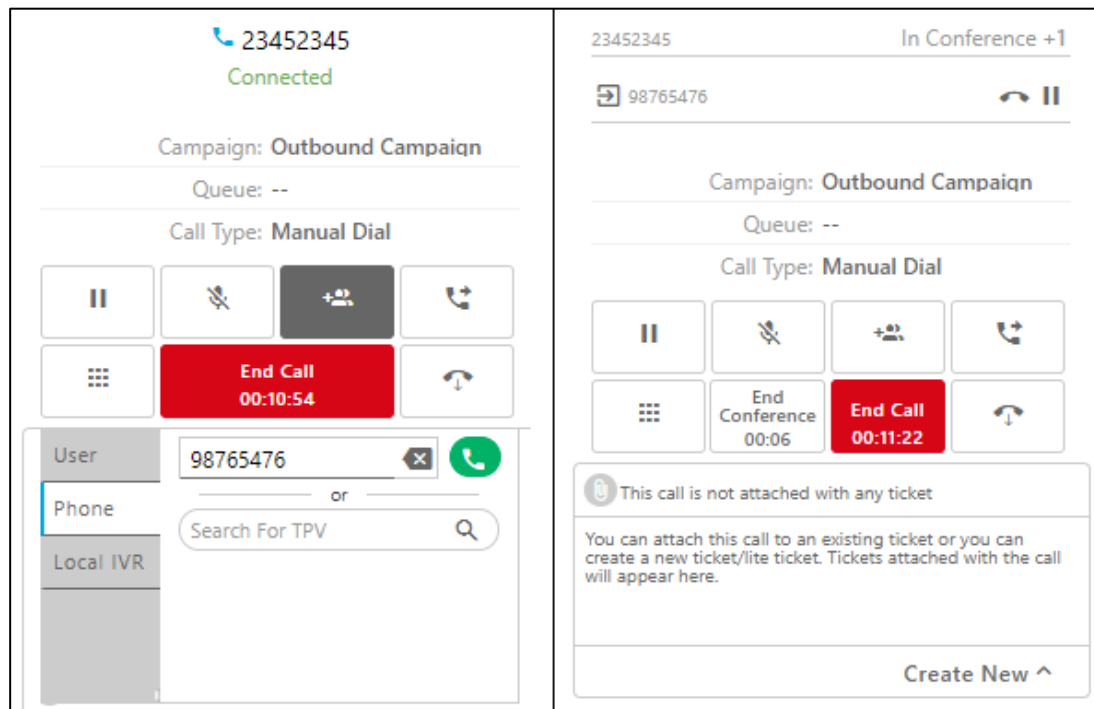 23452345
Connected
Campaign: Outbound Campaign
Queue: --
Call Type: Manual Dial
End Call
00:10:54
User
Phone
Local IVR
98765476
or
Search For TPV
23452345 In Conference +1
98765476
Campaign: Outbound Campaign
Queue: --
Call Type: Manual Dial
End
Conference
00:06
End Call
00:11:22
This call is not attached with any ticket
You can attach this call to an existing ticket or you can
create a new ticket/lite ticket. Tickets attached with the call
will appear here.
Create New